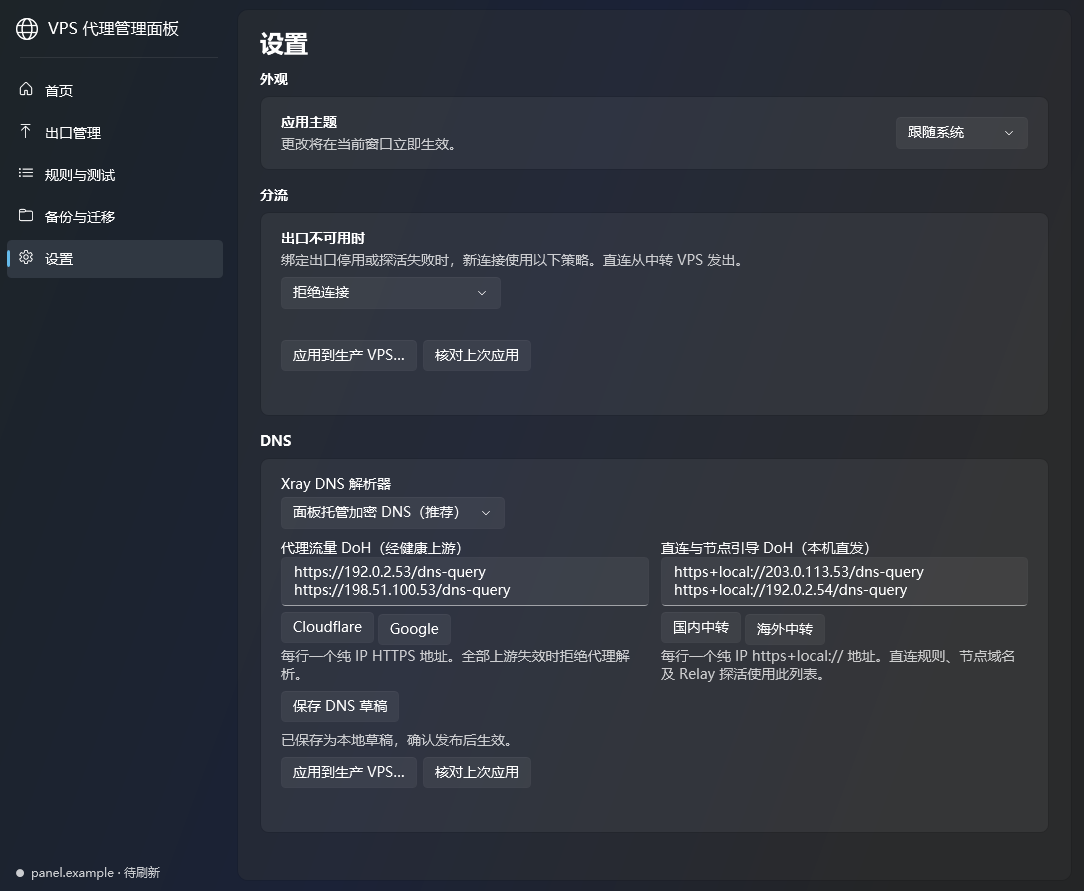 VPS 代理管理面板
首页
出口管理
规则与测试
备份与迁移
设置
panel.example · 待刷新
设置
外观
应用主题
更改将在当前窗口立即生效。
跟随系统
分流
出口不可用时
绑定出口停用或探活失败时，新连接使用以下策略。直连从中转 VPS 发出。
拒绝连接
应用到生产 VPS...
核对上次应用
DNS
Xray DNS 解析器
面板托管加密 DNS（推荐）
代理流量 DoH（经健康上游）
https://192.0.2.53/dns-query
https://198.51.100.53/dns-query
Cloudflare
Google
每行一个纯 IP HTTPS 地址。全部上游失效时拒绝代理解
析。
直连与节点引导 DoH（本机直发）
https+local://203.0.113.53/dns-query
https+local://192.0.2.54/dns-query
国内中转
海外中转
每行一个纯 IP https+local:// 地址。直连规则、节点域名
及 Relay 探活使用此列表。
保存 DNS 草稿
已保存为本地草稿，确认发布后生效。
应用到生产 VPS...
核对上次应用